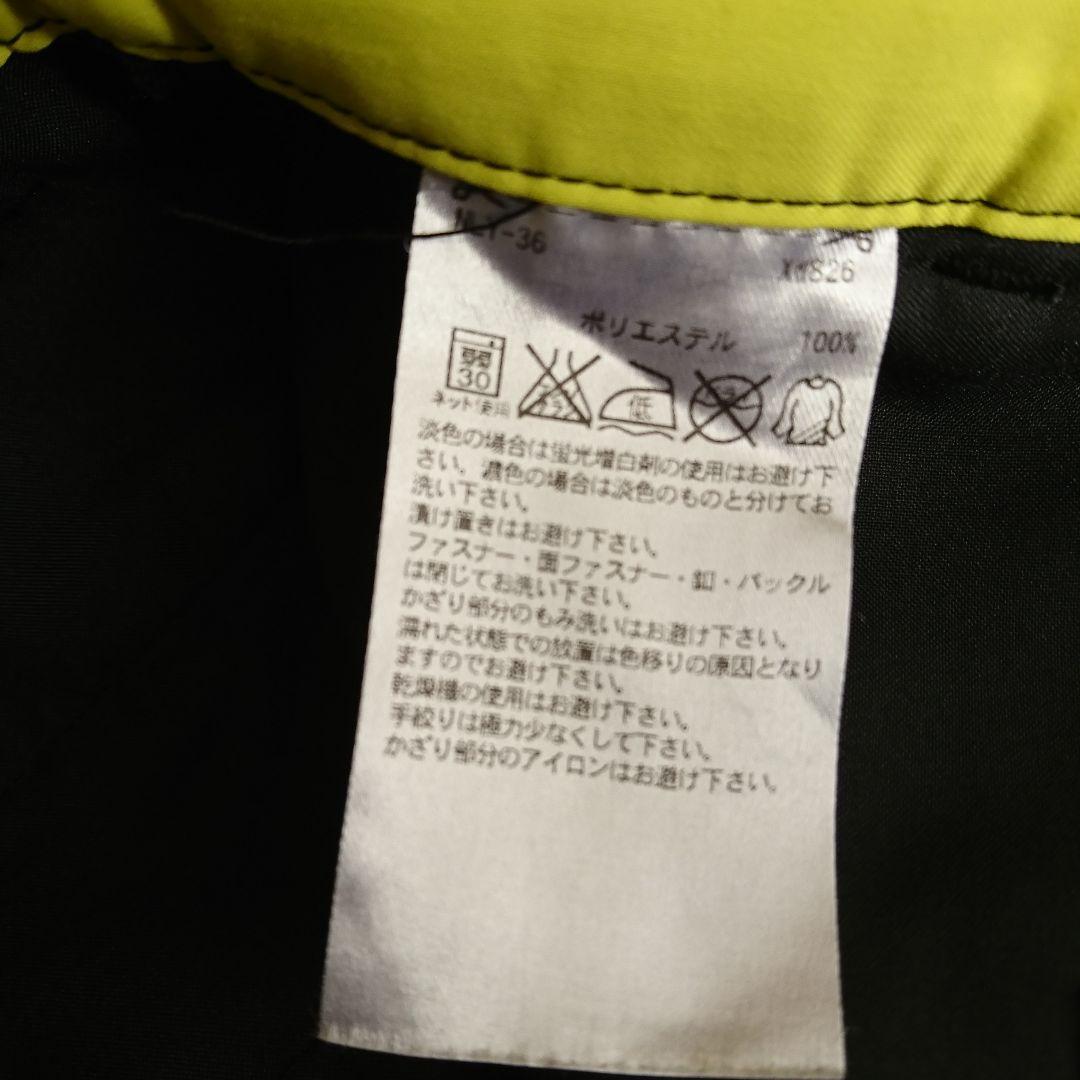 ポリエステル 100%
弱
30
ネット使用
エンソ
サラシ
低
淡色の場合は蛍光増白剤の使用はお避け下
さい。濃色の場合は淡色のものと分けてお
洗い下さい。
漬け置きはお避け下さい。
ファスナー・面ファスナー・釦・バックル
は閉じてお洗い下さい。
かざり部分のもみ洗いはお避け下さい。
濡れた状態での放置は色移りの原因となり
ますのでお避け下さい。
乾燥機の使用はお避け下さい。
手絞りは極力少なくして下さい。
かざり部分のアイロンはお避け下さい。